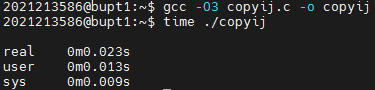 2021213586@bupt1:~$ gcc -O3 copyij.c -o copyij
2021213586@bupt1:~$ time ./copyij
real    0m0.023s
user    0m0.013s
sys     0m0.009s